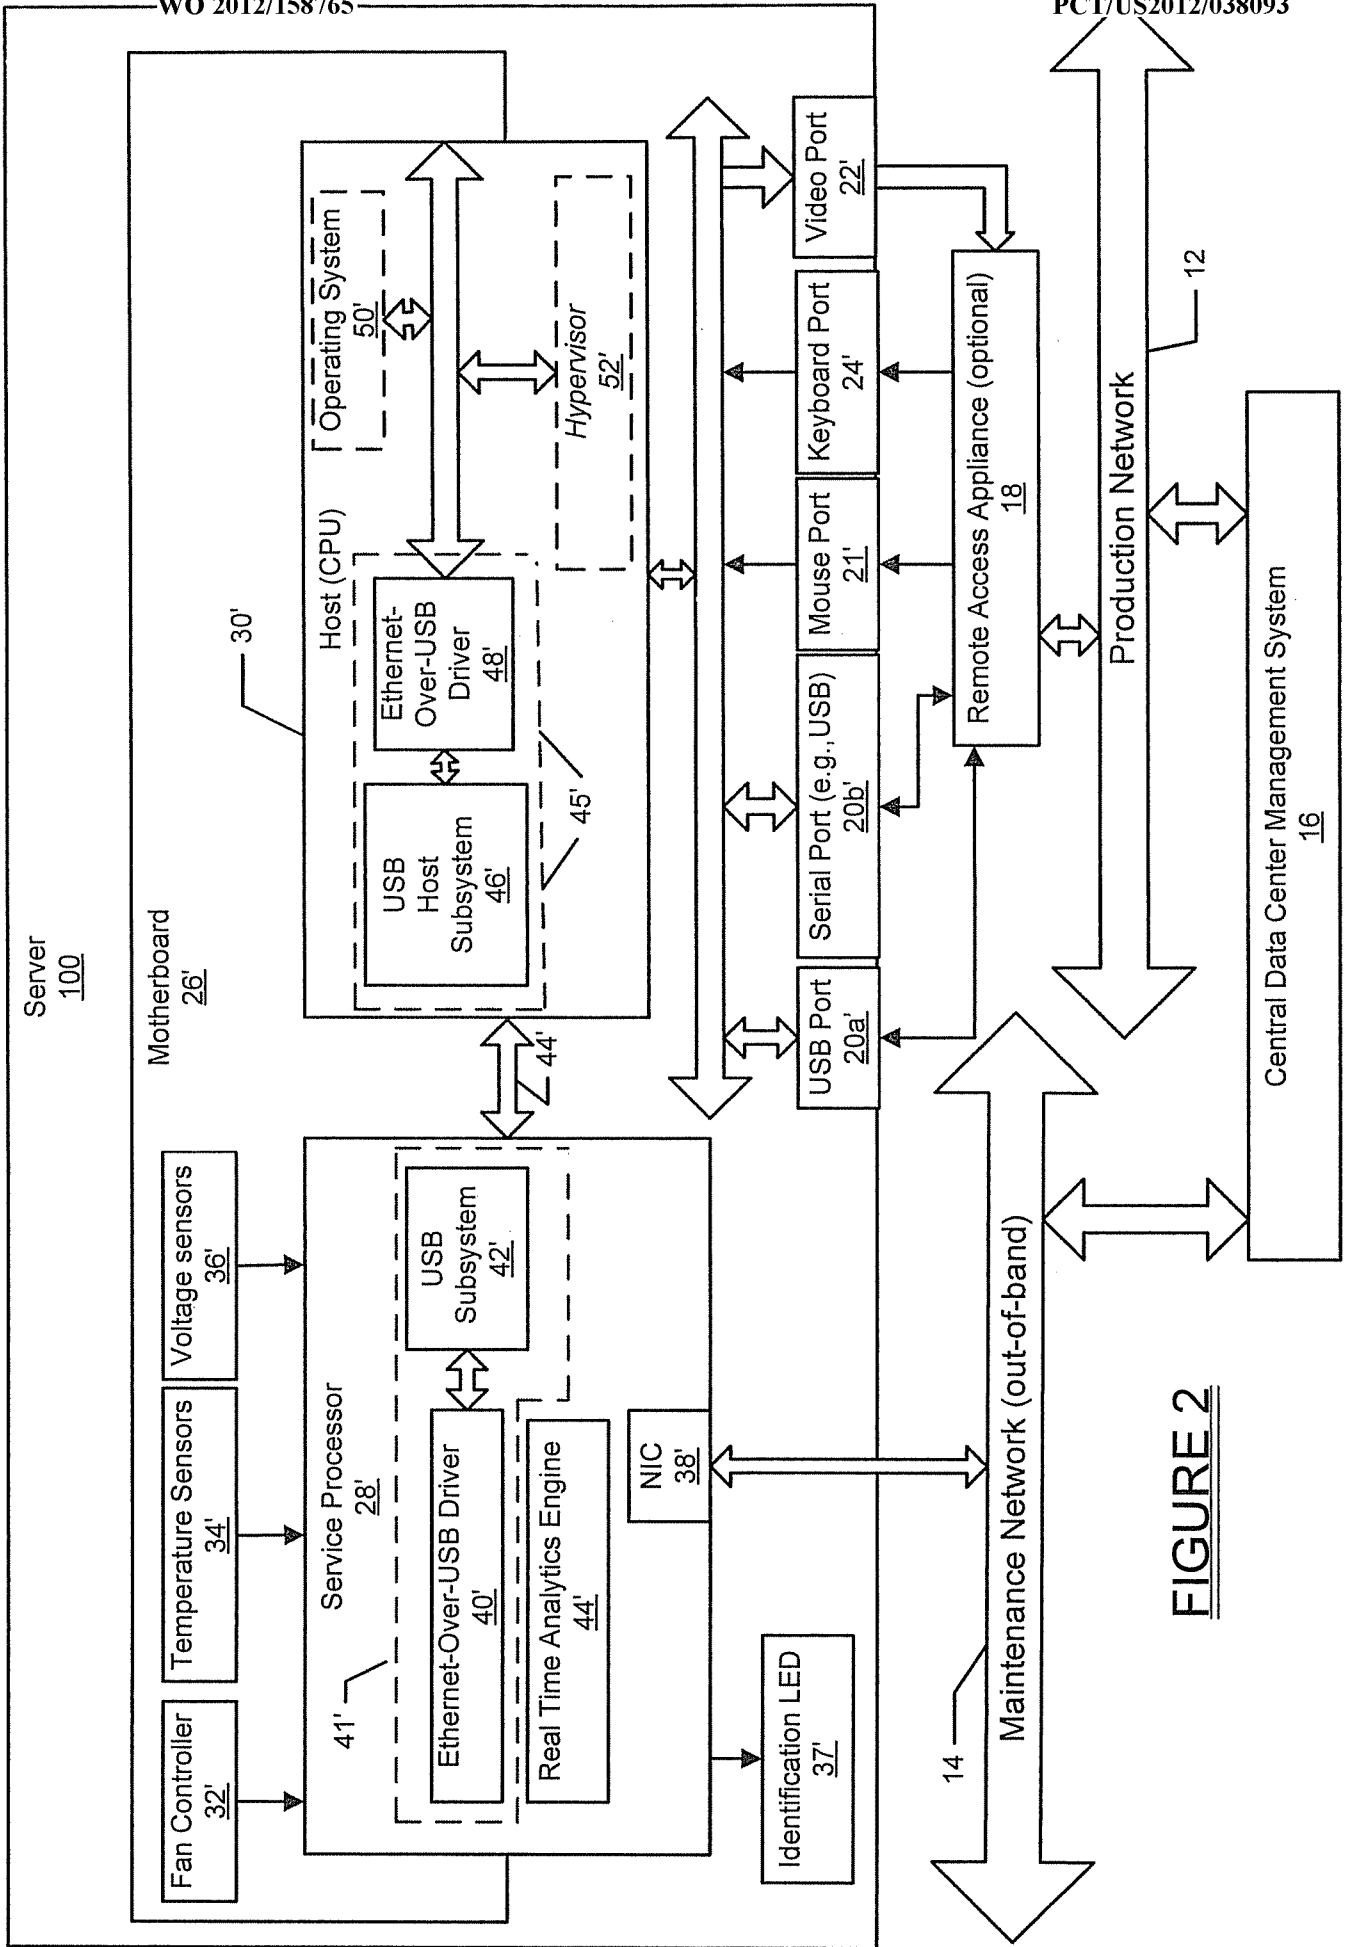 WO 2012/158765
PCT/US2012/038093
Server
100
Motherboard
26'
Fan Controller
32'
Temperature Sensors
34'
Voltage sensors
36'
Service Processor
28'
41'
Ethernet-Over-USB Driver
40'
USB
Subsystem
42'
Real Time Analytics Engine
44'
NIC
38'
Identification LED
37'
44'
30'
Host (CPU)
USB
Host
Subsystem
46'
Ethernet-
Over-USB
Driver
48'
45'
Operating System
50'
Hypervisor
52'
USB Port
20a'
Serial Port (e.g.,USB)
20b'
Mouse Port
21'
Keyboard Port
24'
Video Port
22'
Remote Access Appliance (optional)
18
14
Maintenance Network (out-of-band)
Production Network
12
Central Data Center Management System
16
FIGURE 2